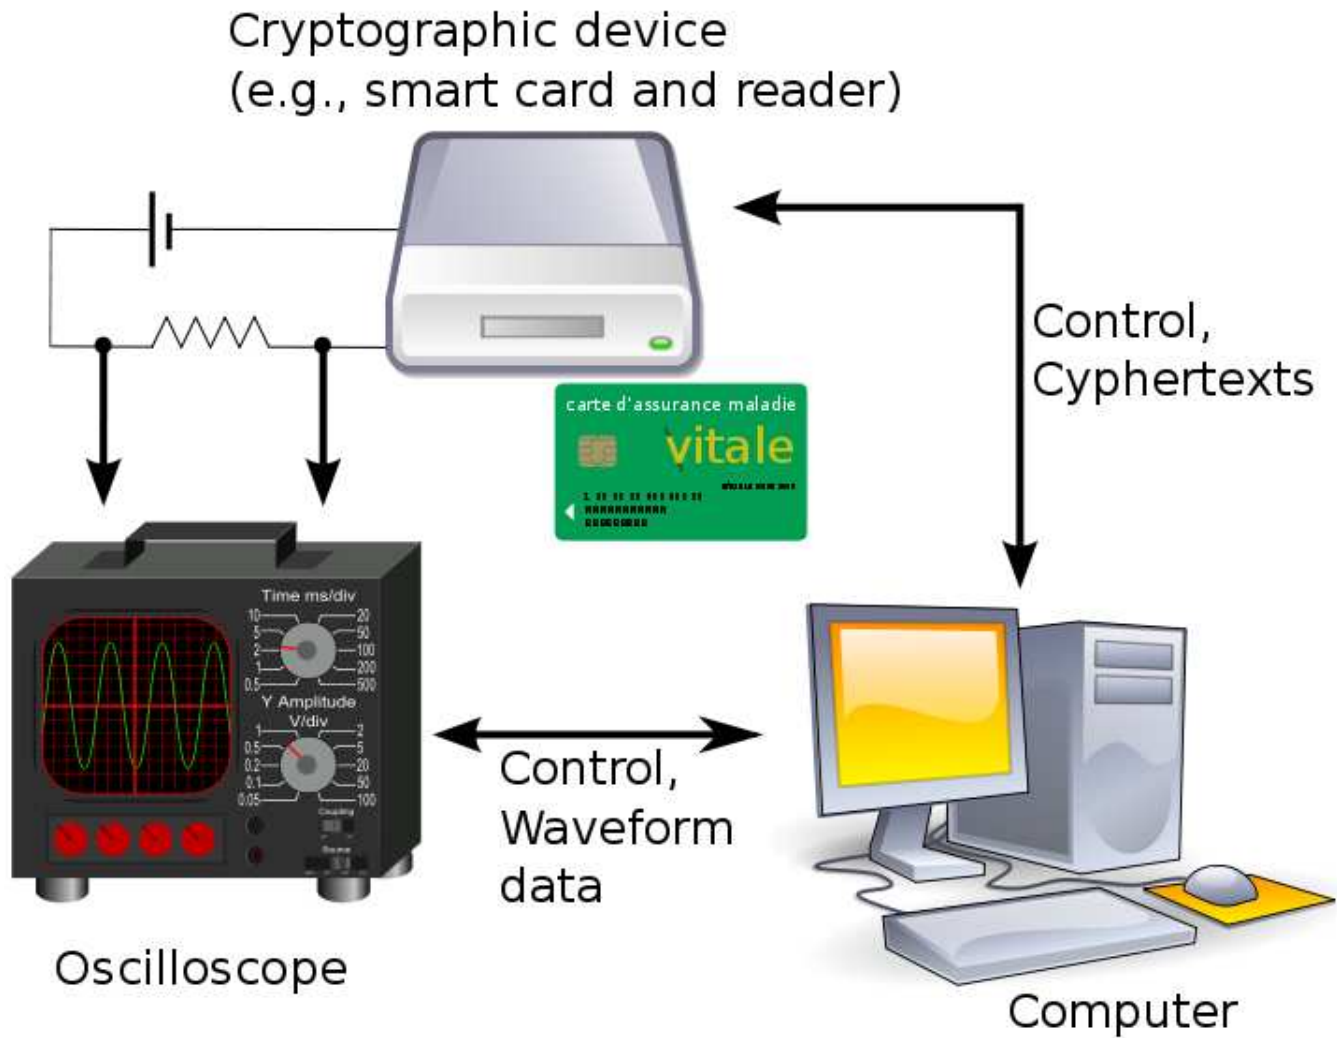 Cryptographic device
(e.g., smart card and reader)
Control,
Cyphertexts
carte d'assurance maladie
vitale
Time ms/div
10 20
5 50
2 100
1 200
0.5 500
Y Amplitude
V/div
1 2
0.5 5
0.2 20
0.1 50
0.05 100
Coupling
Source
Control,
Waveform
data
Oscilloscope
Computer